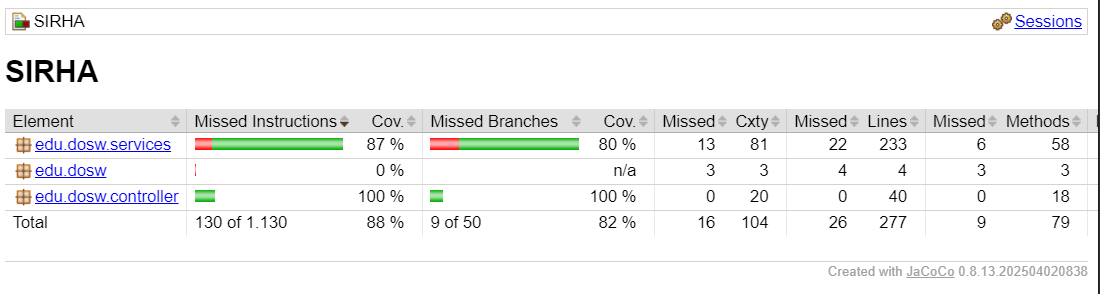 SIRHA Sessions
SIRHA
Element Missed Instructions Cov. Missed Branches Cov. Missed Cxty Missed Lines Missed Methods
edu.dosw.services 87 % 80 % 13 81 22 233 6 58
edu.dosw 0 % n/a 3 3 4 4 3 3
edu.dosw.controller 100 % 100 % 0 20 0 40 0 18
Total 130 of 1.130 88 % 9 of 50 82 % 16 104 26 277 9 79
Created with JaCoCo 0.8.13.202504020838